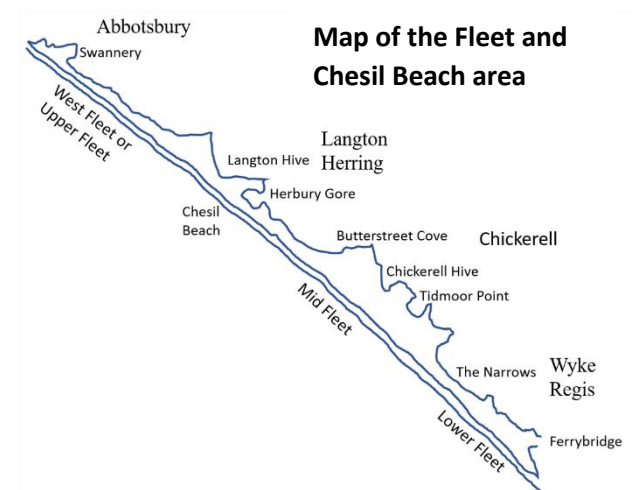 Map of the Fleet and
Chesil Beach area
Abbotsbury
Swannery
West Fleet or
Upper Fleet
Langton
Herring
Langton Hive
Herbury Gore
Chesil
Beach
Butterstreet Cove
Chickerell
Chickerell Hive
Tidmoor Point
Mid Fleet
The Narrows
Wyke
Regis
Lower Fleet
Ferrybridge